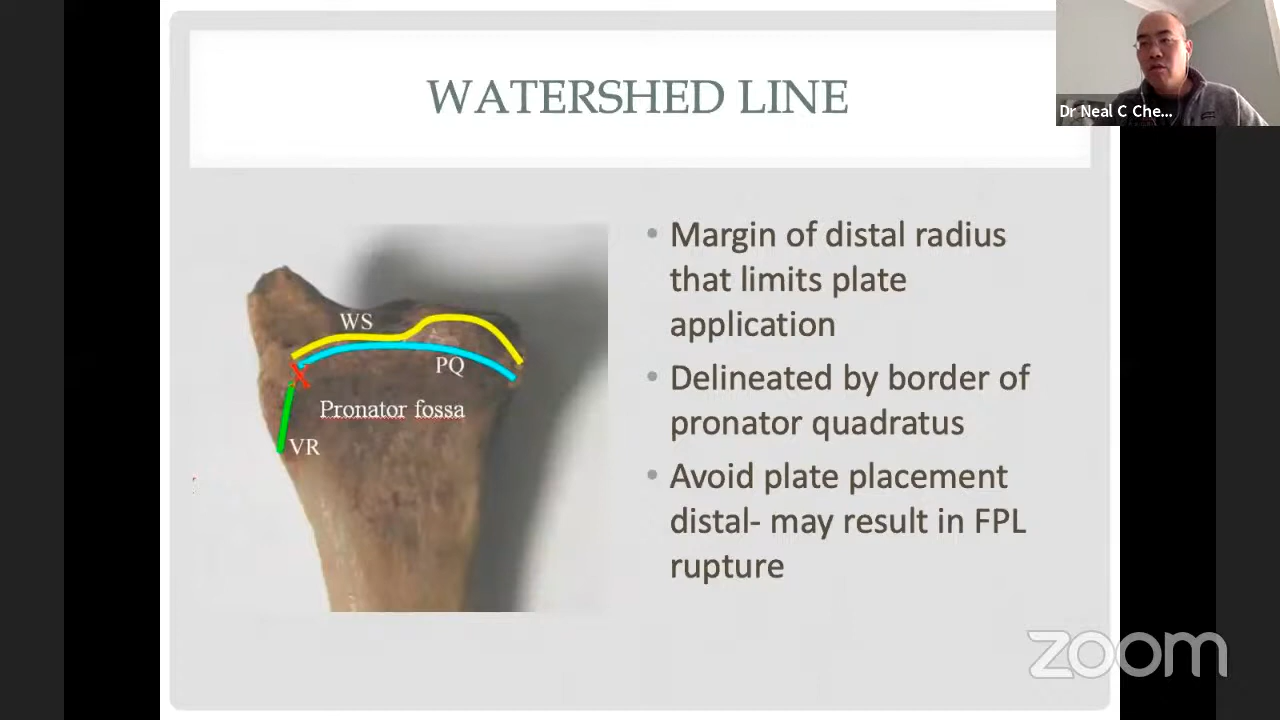 WATERSHED LINE
Dr Neal C Che...
WS
PQ
Pronator fossa
VR
• Margin of distal radius
that limits plate
application
• Delineated by border of
pronator quadratus
• Avoid plate placement
distal- may result in FPL
rupture
zoom